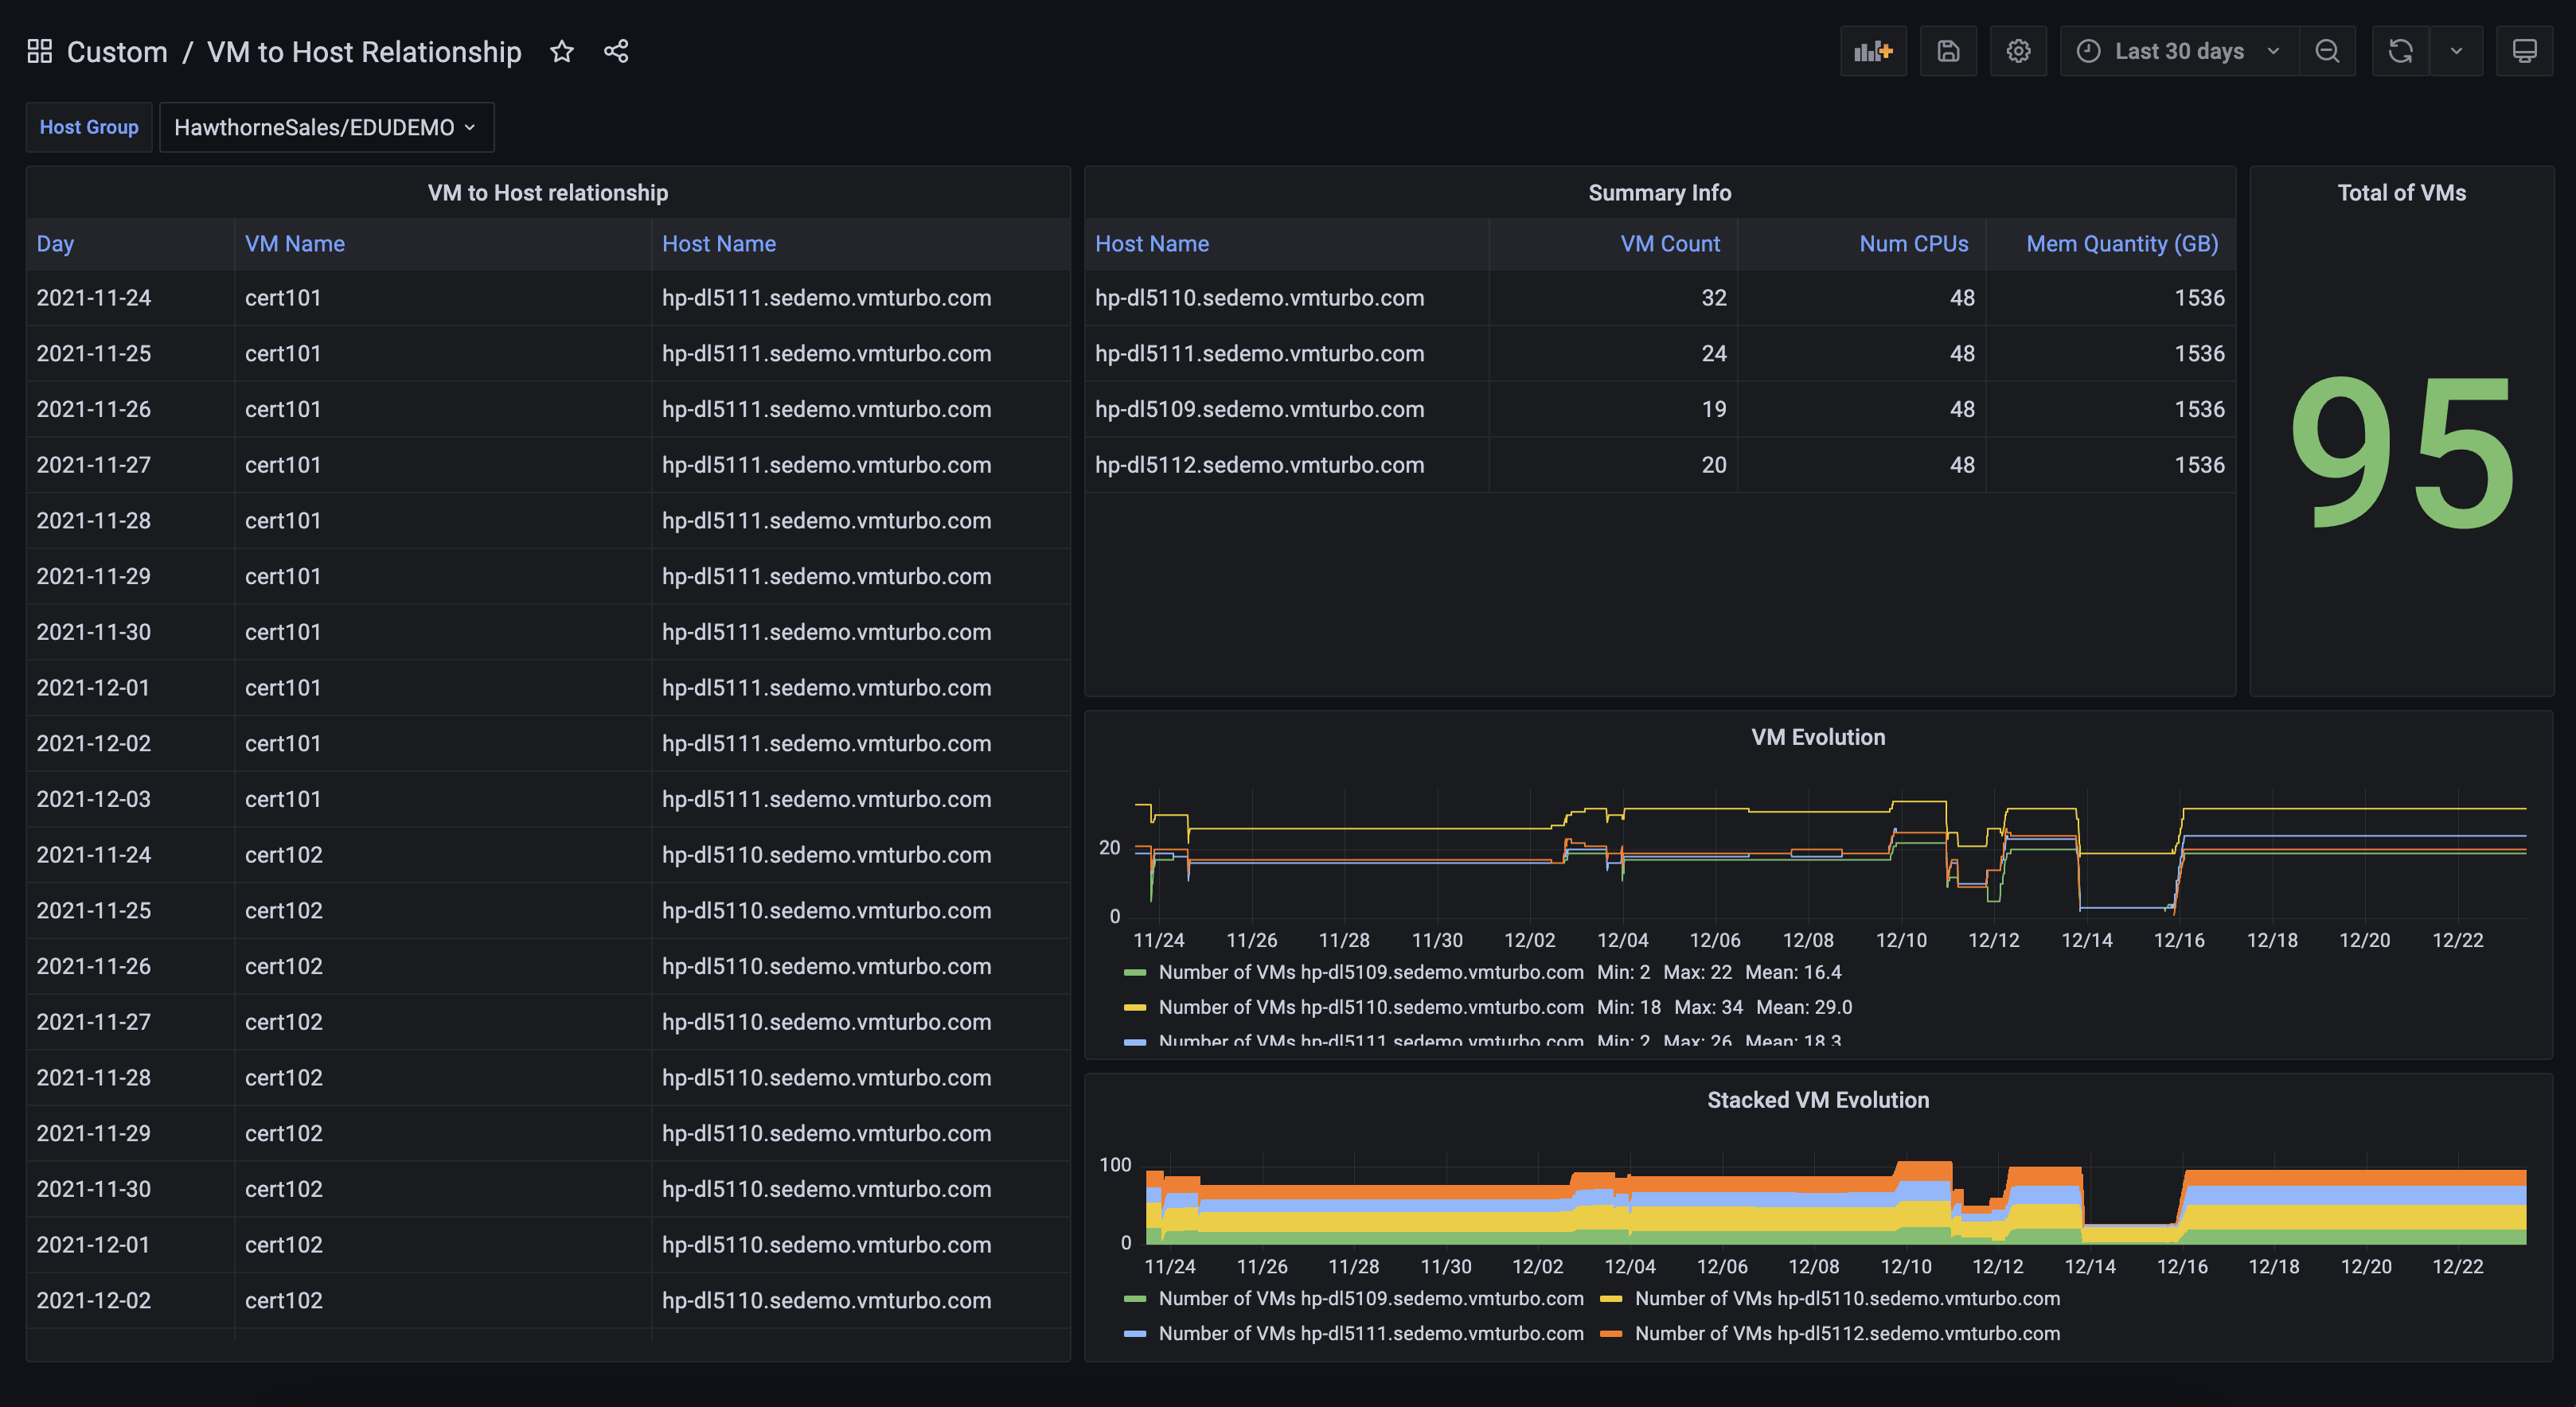 Custom / VM to Host Relationship
Last 30 days
Host Group HawthorneSales/EDUDEMO
VM to Host relationship
Day VM Name Host Name
2021-11-24 cert101 hp-dl5111.sedemo.vmturbo.com
2021-11-25 cert101 hp-dl5111.sedemo.vmturbo.com
2021-11-26 cert101 hp-dl5111.sedemo.vmturbo.com
2021-11-27 cert101 hp-dl5111.sedemo.vmturbo.com
2021-11-28 cert101 hp-dl5111.sedemo.vmturbo.com
2021-11-29 cert101 hp-dl5111.sedemo.vmturbo.com
2021-11-30 cert101 hp-dl5111.sedemo.vmturbo.com
2021-12-01 cert101 hp-dl5111.sedemo.vmturbo.com
2021-12-02 cert101 hp-dl5111.sedemo.vmturbo.com
2021-12-03 cert101 hp-dl5111.sedemo.vmturbo.com
2021-11-24 cert102 hp-dl5110.sedemo.vmturbo.com
2021-11-25 cert102 hp-dl5110.sedemo.vmturbo.com
2021-11-26 cert102 hp-dl5110.sedemo.vmturbo.com
2021-11-27 cert102 hp-dl5110.sedemo.vmturbo.com
2021-11-28 cert102 hp-dl5110.sedemo.vmturbo.com
2021-11-29 cert102 hp-dl5110.sedemo.vmturbo.com
2021-11-30 cert102 hp-dl5110.sedemo.vmturbo.com
2021-12-01 cert102 hp-dl5110.sedemo.vmturbo.com
2021-12-02 cert102 hp-dl5110.sedemo.vmturbo.com
Summary Info
Host Name VM Count Num CPUs Mem Quantity (GB)
hp-dl5110.sedemo.vmturbo.com 32 48 1536
hp-dl5111.sedemo.vmturbo.com 24 48 1536
hp-dl5109.sedemo.vmturbo.com 19 48 1536
hp-dl5112.sedemo.vmturbo.com 20 48 1536
Total of VMs
95
VM Evolution
20
0
11/24 11/26 11/28 11/30 12/02 12/04 12/06 12/08 12/10 12/12 12/14 12/16 12/18 12/20 12/22
Number of VMs hp-dl5109.sedemo.vmturbo.com Min: 2 Max: 22 Mean: 16.4
Number of VMs hp-dl5110.sedemo.vmturbo.com Min: 18 Max: 34 Mean: 29.0
Number of VMs hp-dl5111.sedemo.vmturbo.com Min: 2 Max: 26 Mean: 18.3
Stacked VM Evolution
100
0
11/24 11/26 11/28 11/30 12/02 12/04 12/06 12/08 12/10 12/12 12/14 12/16 12/18 12/20 12/22
Number of VMs hp-dl5109.sedemo.vmturbo.com Number of VMs hp-dl5110.sedemo.vmturbo.com
Number of VMs hp-dl5111.sedemo.vmturbo.com Number of VMs hp-dl5112.sedemo.vmturbo.com